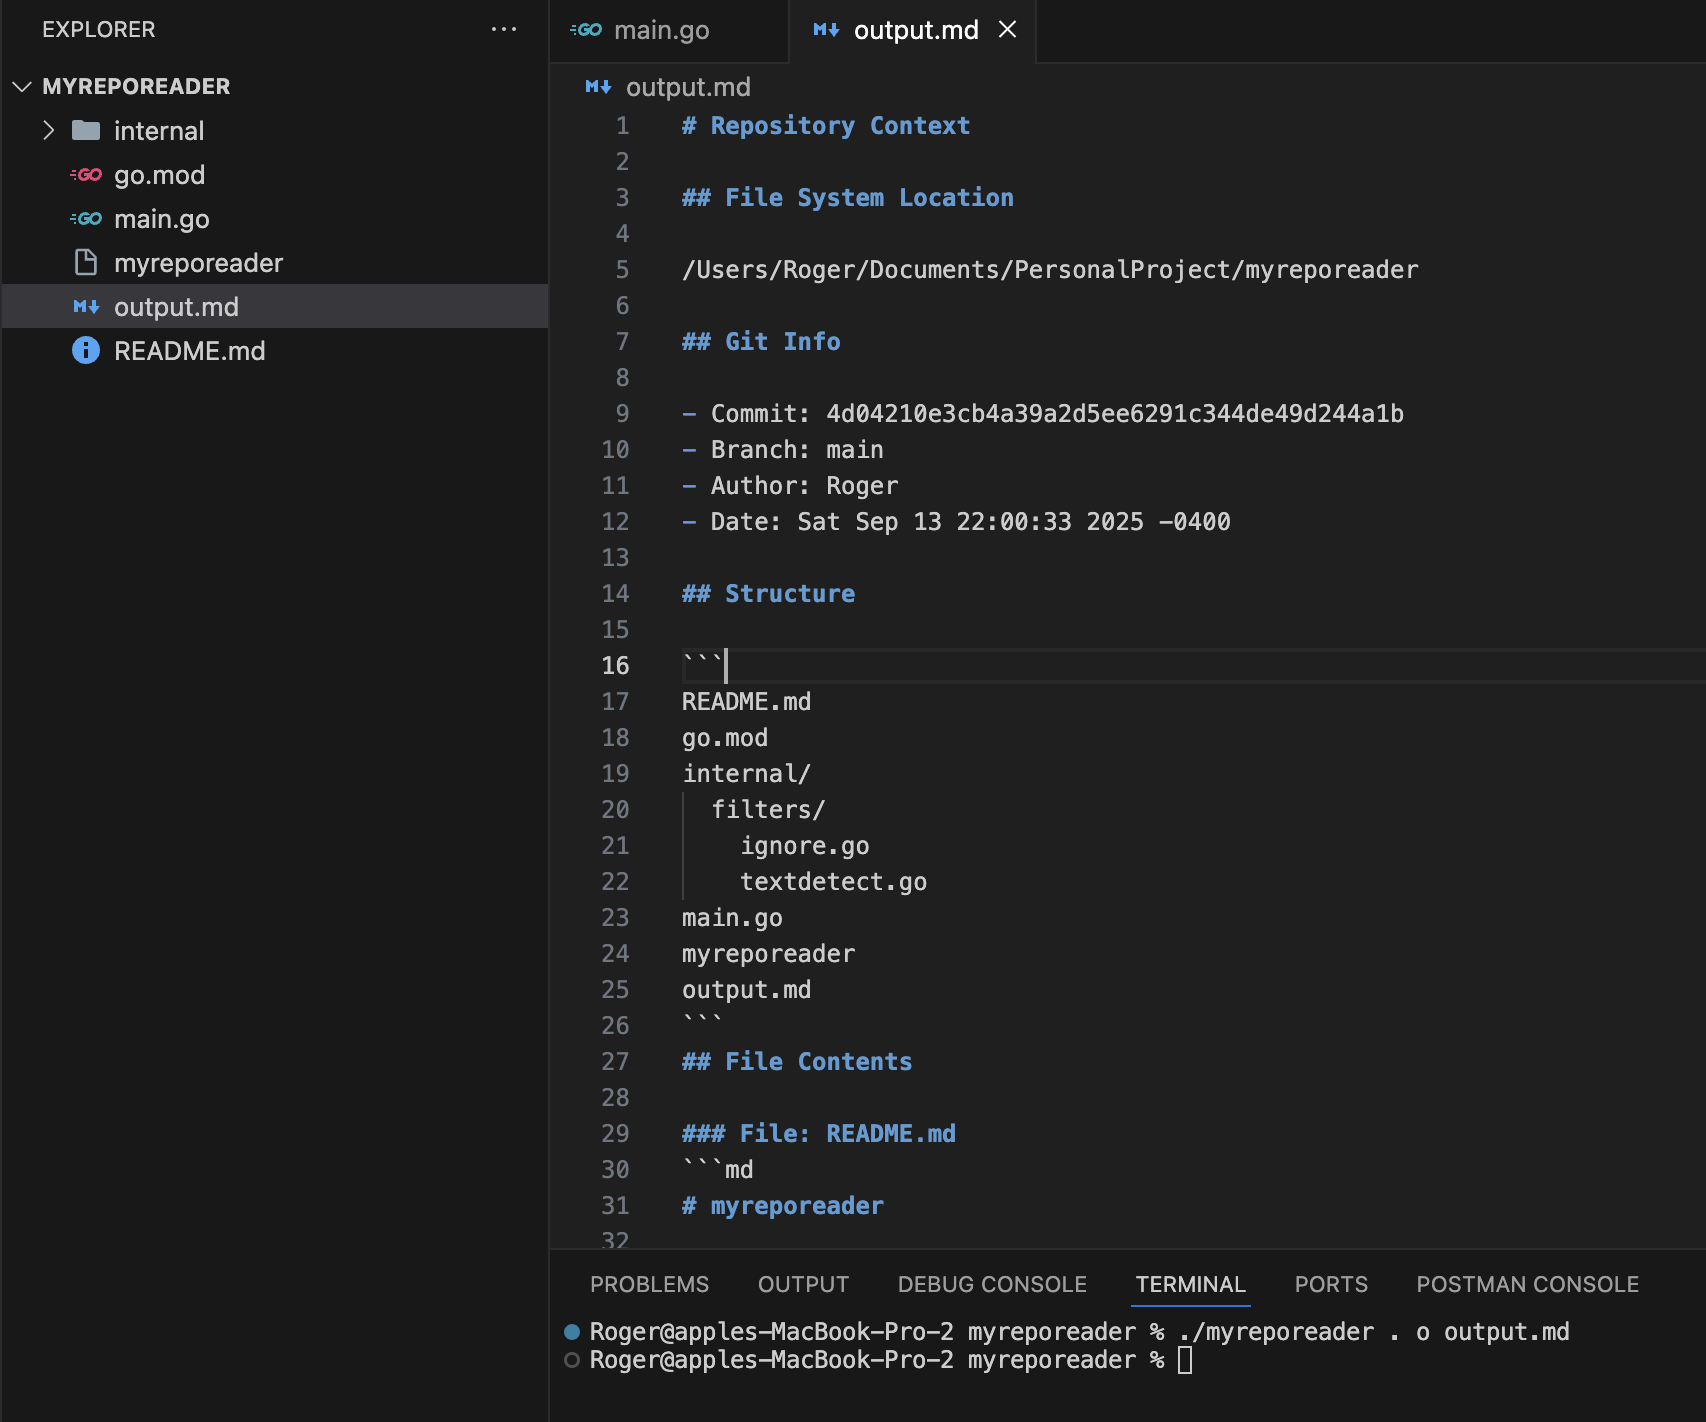 EXPLORER
MYREPOREADER
internal
go.mod
main.go
myreporeader
output.md
README.md
main.go
output.md
output.md
1 # Repository Context
2
3 ## File System Location
4
5 /Users/Roger/Documents/PersonalProject/myreporeader
6
7 ## Git Info
8
9 - Commit: 4d04210e3cb4a39a2d5ee6291c344de49d244a1b
10 - Branch: main
11 - Author: Roger
12 - Date: Sat Sep 13 22:00:33 2025 -0400
13
14 ## Structure
15
16 ```
17 README.md
18 go.mod
19 internal/
20   filters/
21     ignore.go
22     textdetect.go
23 main.go
24 myreporeader
25 output.md
26 ```
27 ## File Contents
28
29 ### File: README.md
30 ```md
31 # myreporeader
32
PROBLEMS OUTPUT DEBUG CONSOLE TERMINAL PORTS POSTMAN CONSOLE
Roger@apples-MacBook-Pro-2 myreporeader % ./myreporeader . o output.md
Roger@apples-MacBook-Pro-2 myreporeader %